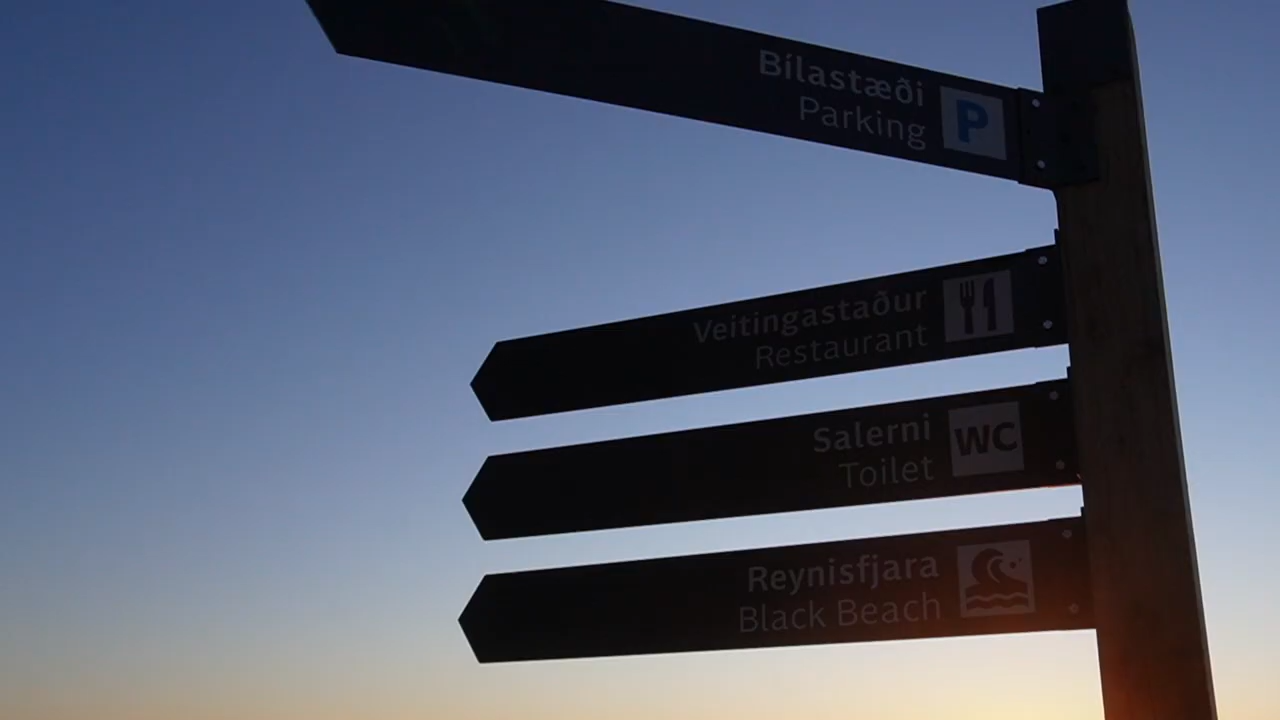 Bílastæði
Parking
P
Veitingastaður
Restaurant
Salerni
Toilet
WC
Reynisfjara
Black Beach